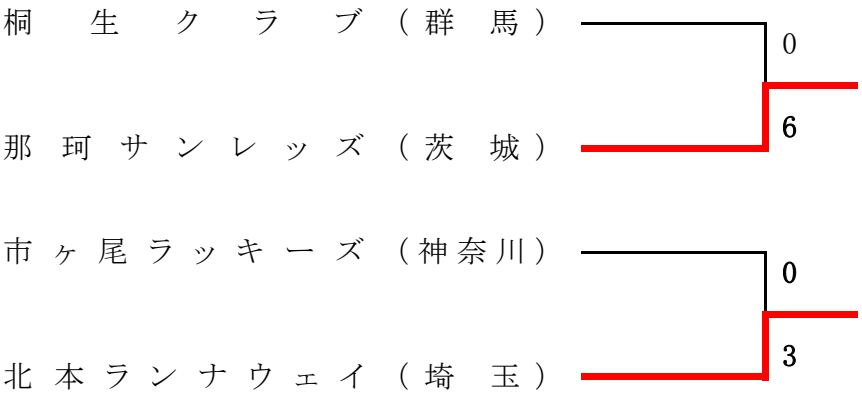 桐生クラブ(群馬)
0
6
那珂サンレッズ(茨城)
市ヶ尾ラッキーズ(神奈川)
0
3
北本ランナウェイ(埼玉)